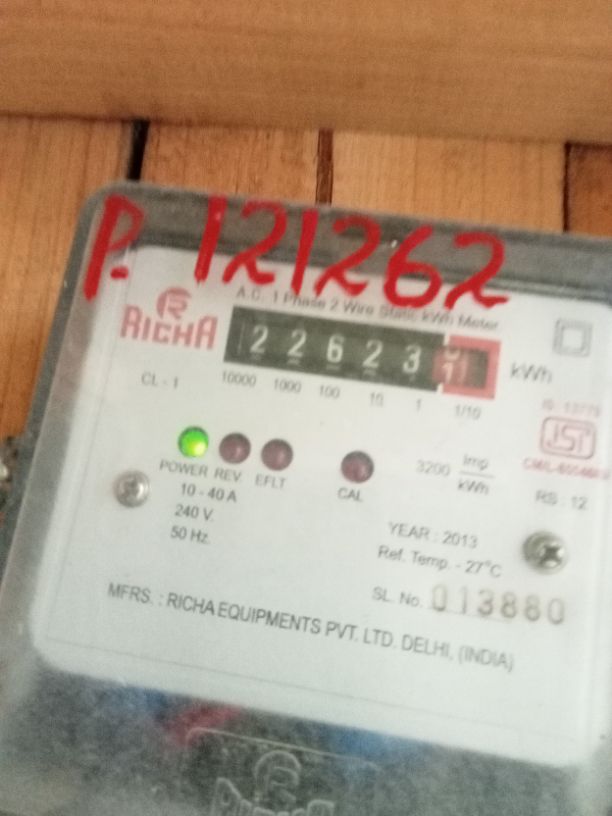 P. 121262
A.C. 1 Phase 2 Wire Static kWh Meter
RICHA
2 2 6 2 3 kWh
CL - 1
10000 1000 100 10 1 1/10
POWER REV. EFLT CAL
3200 Imp/kWh
RS : 12
10 - 40 A
240 V.
50 Hz.
YEAR : 2013
Ref. Temp. - 27°C
SL. No. 013880
MFRS. : RICHA EQUIPMENTS PVT. LTD. DELHI, (INDIA)
RICHA